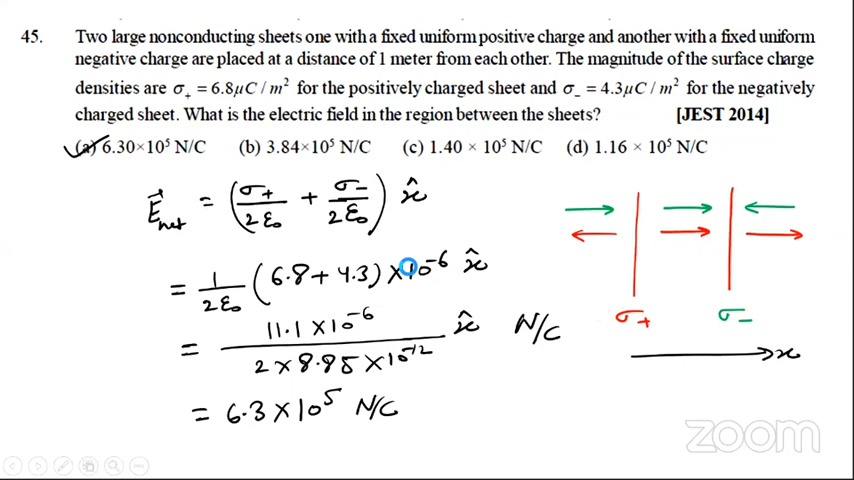 45. Two large nonconducting sheets one with a fixed uniform positive charge and another with a fixed uniform
negative charge are placed at a distance of 1 meter from each other. The magnitude of the surface charge
densities are σ₊ = 6.8μC / m² for the positively charged sheet and σ₋ = 4.3μC / m² for the negatively
charged sheet. What is the electric field in the region between the sheets? [JEST 2014]
(a) 6.30×10⁵ N/C (b) 3.84×10⁵ N/C (c) 1.40 × 10⁵ N/C (d) 1.16 × 10⁵ N/C
E⃗net = (σ₊/2ε₀ + σ₋/2ε₀) x̂
= 1/2ε₀ (6.8 + 4.3) × 10⁻⁶ x̂
= 11.1 × 10⁻⁶ / 2 × 8.85 × 10⁻¹² x̂ N/C
= 6.3 × 10⁵ N/C
σ₊ σ₋
x
zoom